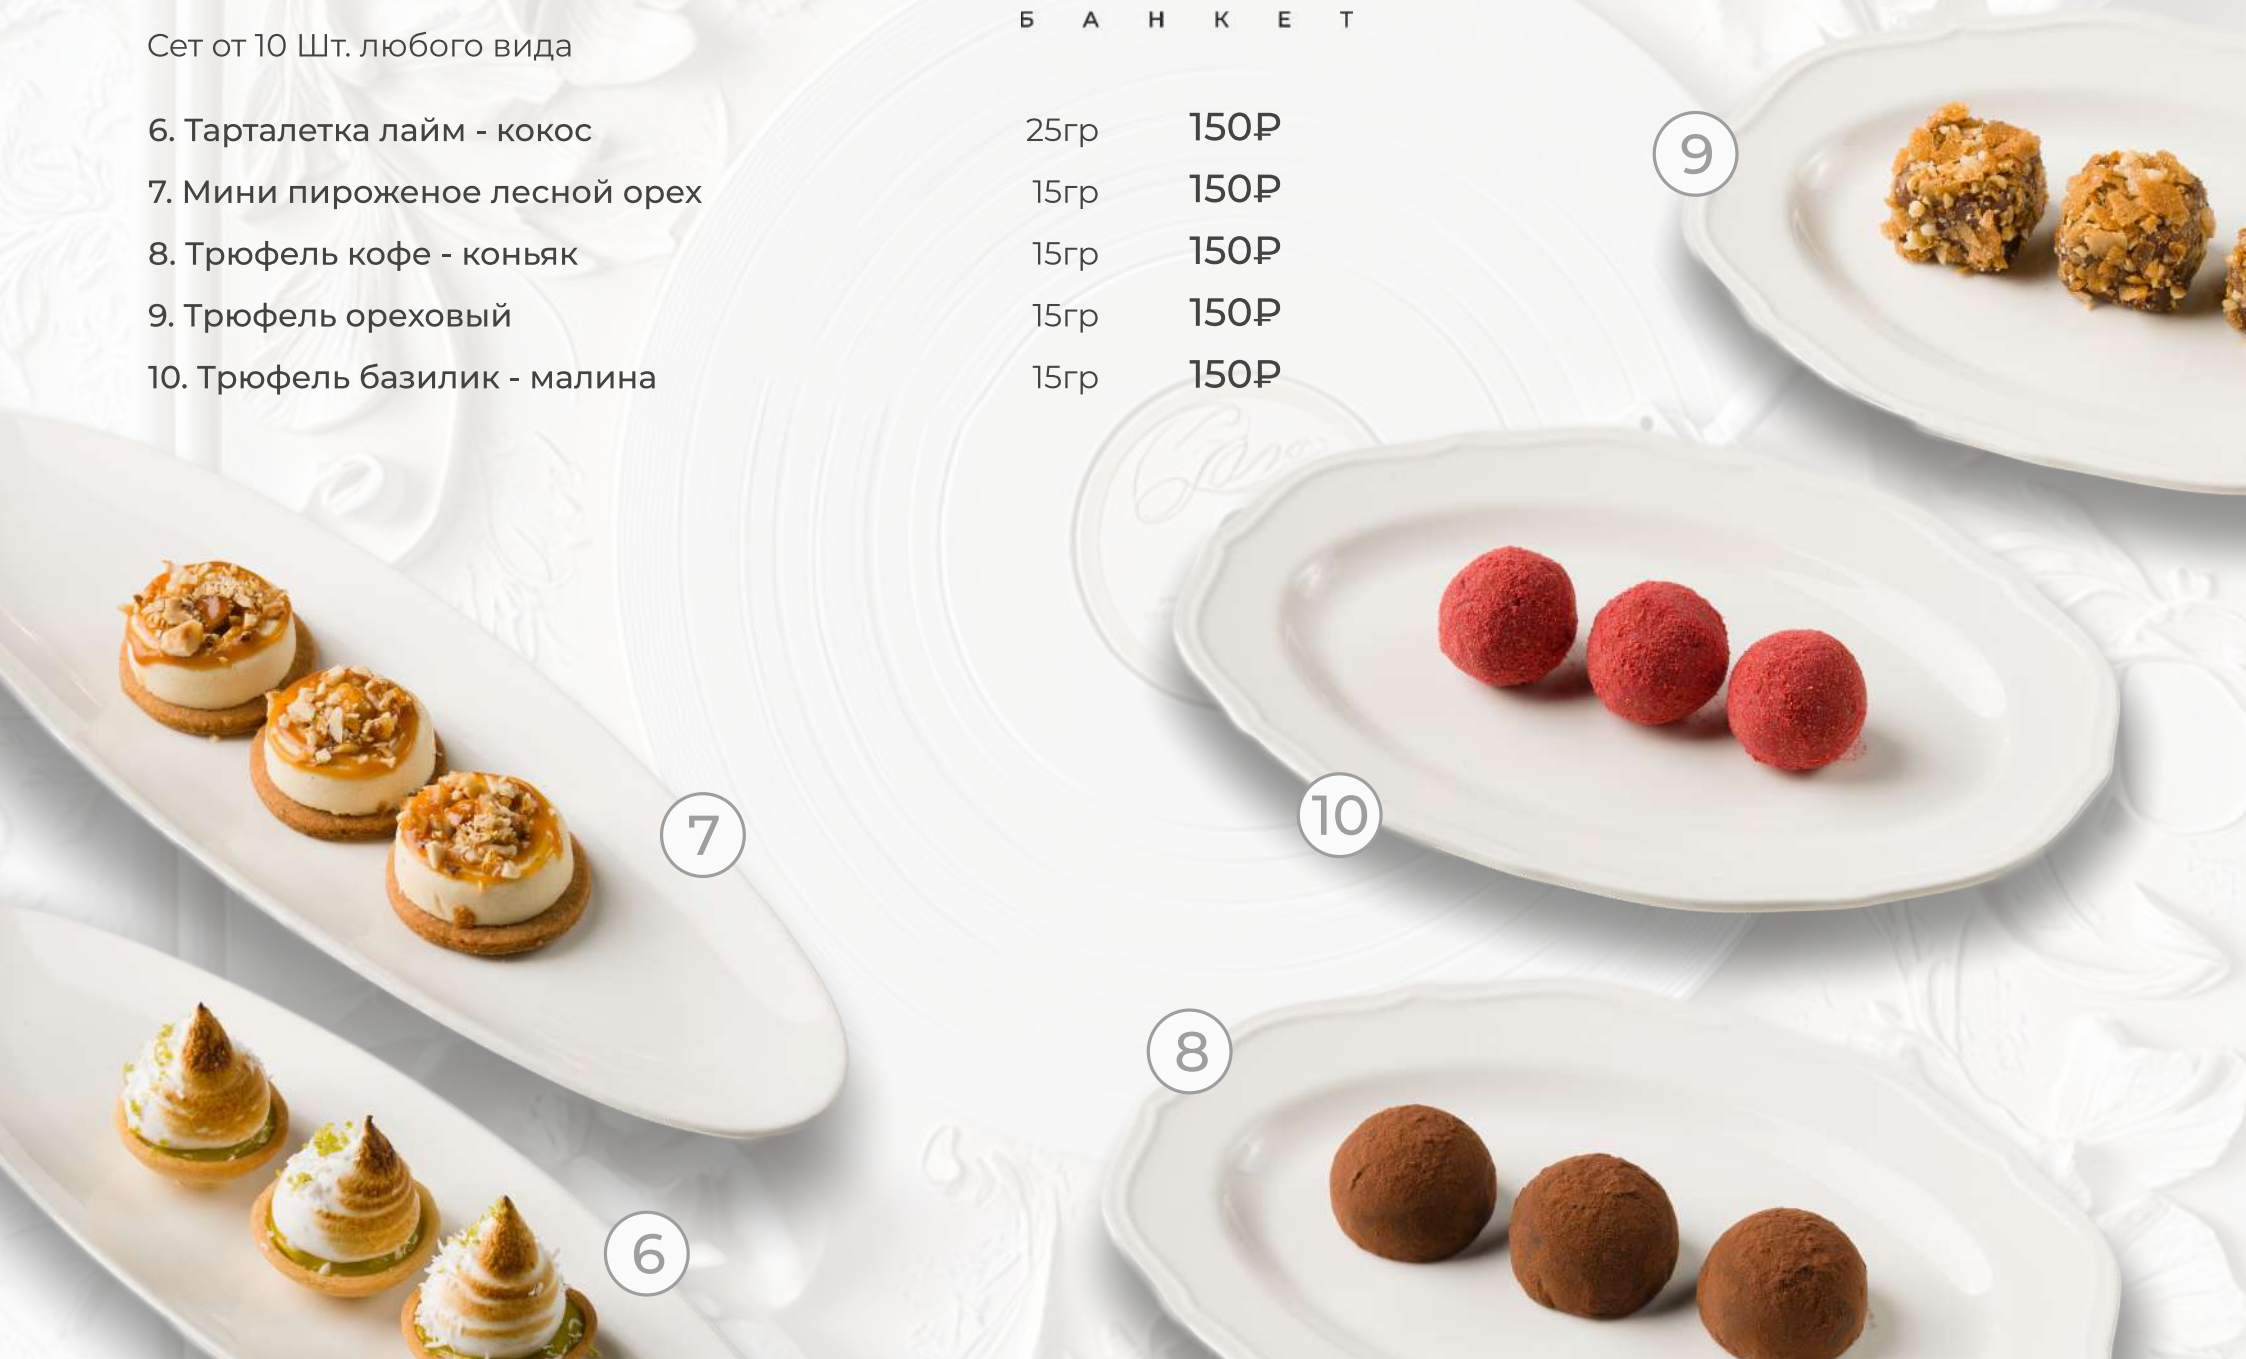 БАНКЕТ
Сет от 10 Шт. любого вида
6. Тарталетка лайм - кокос 25гр 150₽
7. Мини пироженое лесной орех 15гр 150₽
8. Трюфель кофе - коньяк 15гр 150₽
9. Трюфель ореховый 15гр 150₽
10. Трюфель базилик - малина 15гр 150₽
9
10
7
8
6